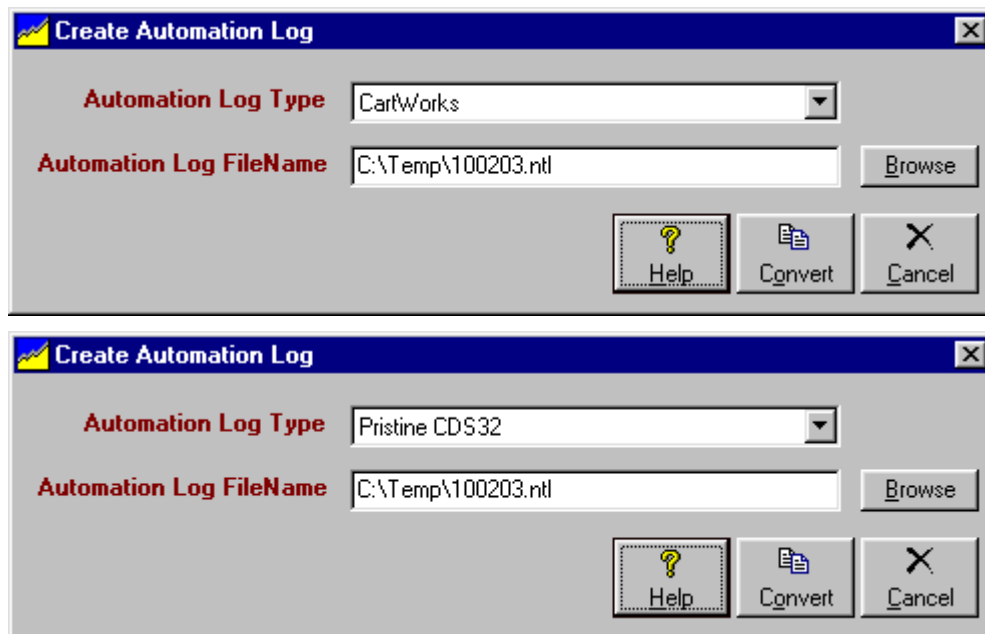 Create Automation Log
Automation Log Type CartWorks
Automation Log FileName C:\Temp\100203.ntl Browse
Help Convert Cancel
Create Automation Log
Automation Log Type Pristine CDS32
Automation Log FileName C:\Temp\100203.ntl Browse
Help Convert Cancel